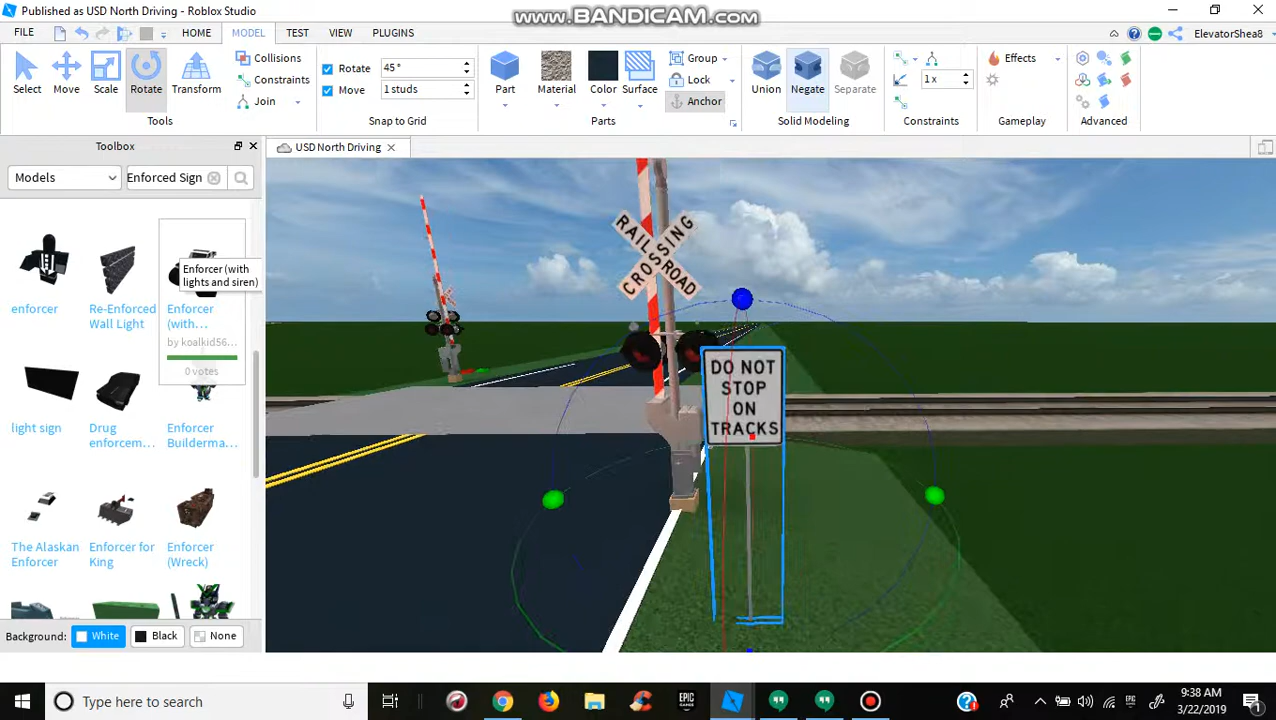 Published as USD North Driving - Roblox Studio
www.BANDICAM.com
FILE HOME MODEL TEST VIEW PLUGINS
ElevatorShea8
Select Move Scale Rotate Transform
Tools
Rotate 45°
Move 1 studs
Snap to Grid
Collisions
Constraints
Join
Part Material Color Surface
Group
Lock
Anchor
Parts
Union Negate Separate
Solid Modeling
1 x
Constraints
Effects
Gameplay
Advanced
Toolbox
USD North Driving
Models Enforced Sign
Enforcer (with
lights and siren)
enforcer
Re-Enforced
Wall Light
Enforcer
(with...
by koalkid56...
0 votes
light sign
Drug
enforcem...
Enforcer
Builderma...
The Alaskan
Enforcer
Enforcer for
King
Enforcer
(Wreck)
Background: White Black None
RAILROAD
CROSSING
DO NOT
STOP
ON
TRACKS
Type here to search
EPIC
GAMES
9:38 AM
3/22/2019